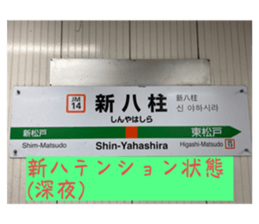 JM
14
新八柱
しんやはしら
新八柱
신 야하시라
新松戸
Shim-Matsudo
Shin-Yahashira
東松戸
Higashi-Matsudo
新ハテンション状態
(深夜)